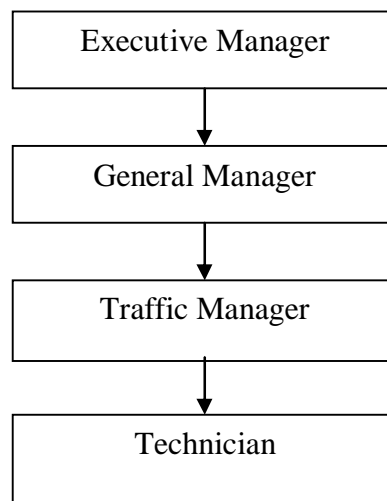 Executive Manager
General Manager
Traffic Manager
Technician